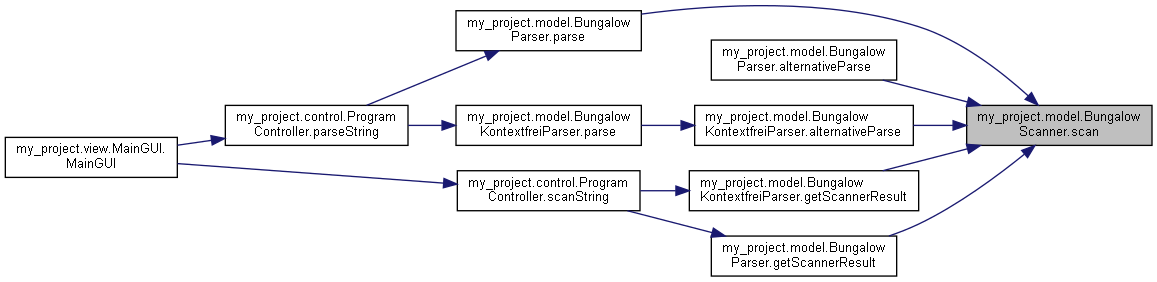 my_project.model.Bungalow
Parser.parse
my_project.model.Bungalow
Parser.alternativeParse
my_project.control.Program
Controller.parseString
my_project.model.Bungalow
KontextfreiParser.parse
my_project.model.Bungalow
KontextfreiParser.alternativeParse
my_project.model.Bungalow
Scanner.scan
my_project.view.MainGUI.
MainGUI
my_project.control.Program
Controller.scanString
my_project.model.Bungalow
KontextfreiParser.getScannerResult
my_project.model.Bungalow
Parser.getScannerResult